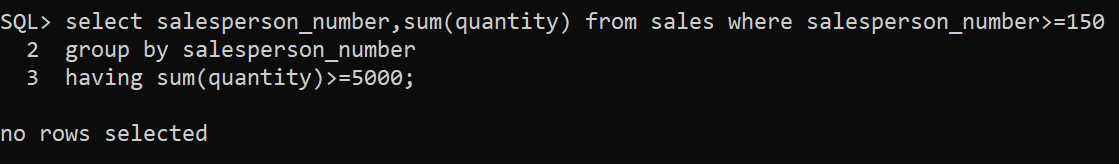 SQL> select salesperson_number,sum(quantity) from sales where salesperson_number>=150
2 group by salesperson_number
3 having sum(quantity)>=5000;
no rows selected